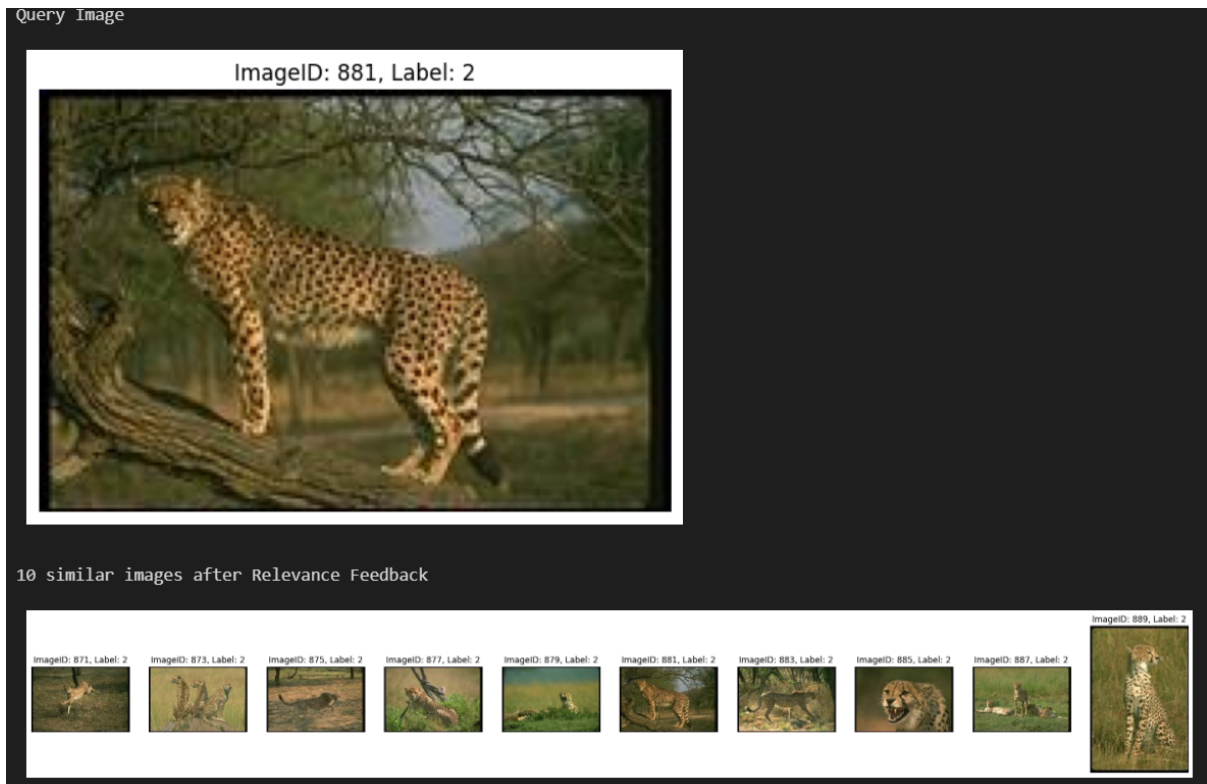 Query Image
ImageID: 881, Label: 2
10 similar images after Relevance Feedback
ImageID: 871, Label: 2
ImageID: 873, Label: 2
ImageID: 875, Label: 2
ImageID: 877, Label: 2
ImageID: 879, Label: 2
ImageID: 881, Label: 2
ImageID: 883, Label: 2
ImageID: 885, Label: 2
ImageID: 887, Label: 2
ImageID: 889, Label: 2